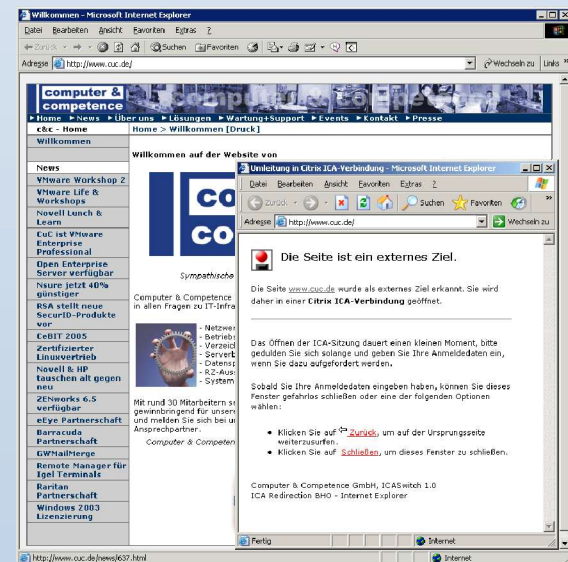 Willkommen - Microsoft Internet Explorer
Datei Bearbeiten Ansicht Favoriten Extras ?
Zurück Suchen Favoriten
Adresse http://www.cuc.de/ Wechseln zu Links »
computer &
competence
Home News Über uns Lösungen Wartung+Support Events Kontakt Presse
c&c - Home
Home > Willkommen [Druck]
Willkommen
News
VMware Workshop 2
VMware Life &
Workshops
Novell Lunch &
Learn
CuC ist VMware
Enterprise
Professional
Open Enterprise
Server verfügbar
Nsure jetzt 40%
günstiger
RSA stellt neue
SecurID-Produkte
vor
CeBIT 2005
Zertifizierter
Linuxvertrieb
Novell & HP
tauschen alt gegen
neu
ZENworks 6.5
verfügbar
eEye Partnerschaft
Barracuda
Partnerschaft
GWMailMerge
Remote Manager für
Igel Terminals
Raritan
Partnerschaft
Windows 2003
Lizenzierung
Willkommen auf der Website von
co
co
Sympathische
Computer & Competence
in allen Fragen zu IT-Infra
- Netzwer
- Betrieb
- Verzeic
- Server
- Datens
- RZ-Aus
- System
Mit rund 30 Mitarbeitern s
gewinnbringend für unsere
und melden Sie sich bei u
Ansprechpartner.
Computer & Competen
http://www.cuc.de/news/637.html
Internet
Umleitung in Citrix ICA-Verbindung - Microsoft Internet Explorer
Datei Bearbeiten Ansicht Favoriten Extras ?
Zurück Suchen Favoriten »
Adresse http://www.cuc.de/ Wechseln zu
Die Seite ist ein externes Ziel.
Die Seite www.cuc.de wurde als externes Ziel erkannt. Sie wird
daher in einer Citrix ICA-Verbindung geöffnet.
Das Öffnen der ICA-Sitzung dauert einen kleinen Moment, bitte
gedulden Sie sich solange und geben Sie Ihre Anmeldedaten ein,
wenn Sie dazu aufgefordert werden.
Sobald Sie Ihre Anmeldedaten eingeben haben, können Sie dieses
Fenster gefahrlos schließen oder eine der folgenden Optionen
wählen:
• Klicken Sie auf Zurück, um auf der Ursprungsseite
weiterzusurfen.
• Klicken Sie auf Schließen, um dieses Fenster zu schließen.
Computer & Competence GmbH, ICASwitch 1.0
ICA Redirection BHO - Internet Explorer
Fertig
Internet